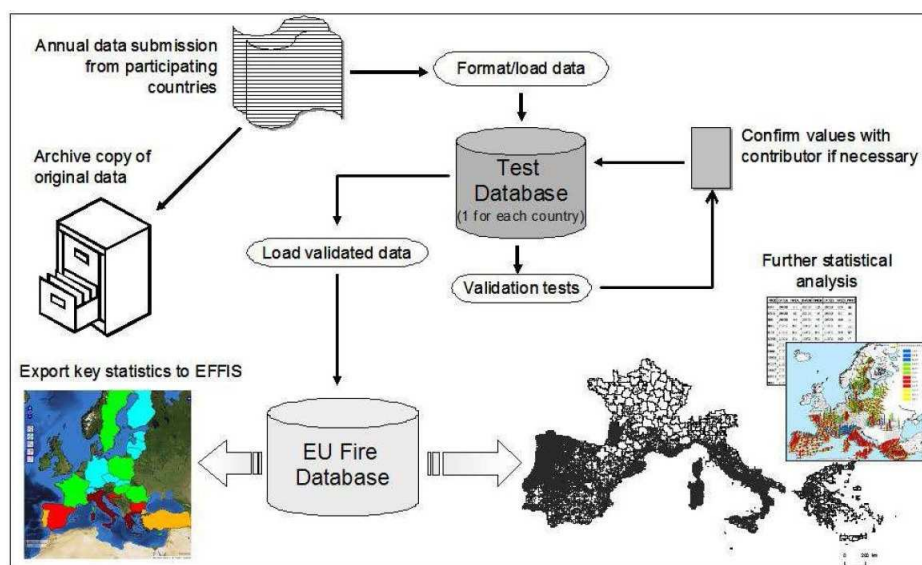 Annual data submission
from participating
countries
Format/load data
Archive copy of
original data
Test
Database
(1 for each country)
Confirm values with
contributor if necessary
Load validated data
Validation tests
Further statistical
analysis
Export key statistics to EFFIS
EU Fire
Database